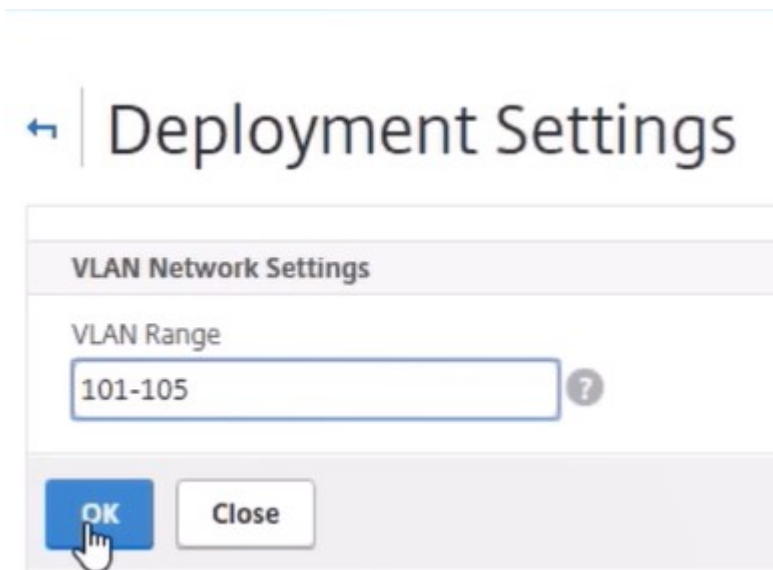 Deployment Settings
VLAN Network Settings
VLAN Range
101-105
?
OK
Close